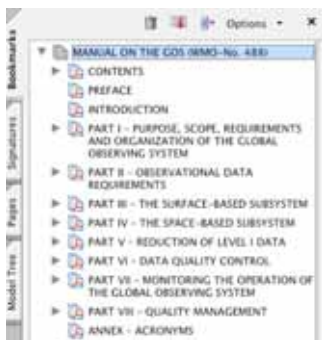 Options
Bookmarks
MANUAL ON THE GOS (WMO-No. 488)
CONTENTS
PREFACE
INTRODUCTION
PART I - PURPOSE, SCOPE, REQUIREMENTS
AND ORGANIZATION OF THE GLOBAL
OBSERVING SYSTEM
PART II - OBSERVATIONAL DATA
REQUIREMENTS
PART III - THE SURFACE-BASED SUBSYSTEM
PART IV - THE SPACE-BASED SUBSYSTEM
PART V - REDUCTION OF LEVEL I DATA
PART VI - DATA QUALITY CONTROL
PART VII - MONITORING THE OPERATION OF
THE GLOBAL OBSERVING SYSTEM
PART VIII - QUALITY MANAGEMENT
ANNEX - ACRONYMS
Signatures
Pages
Model Tree